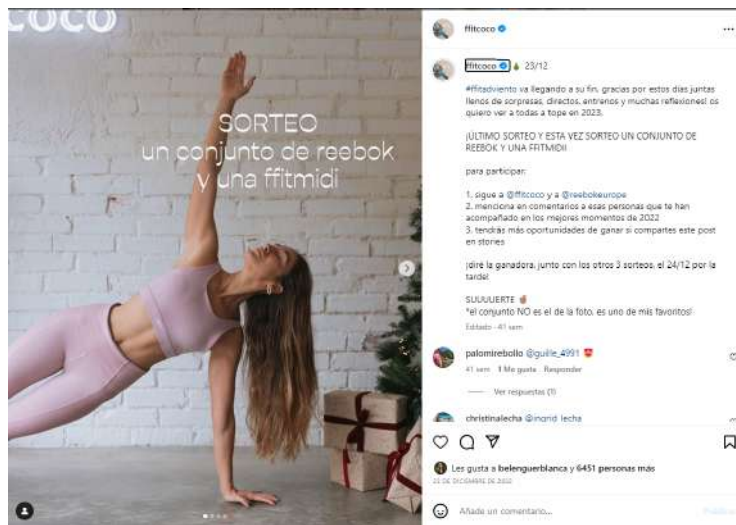 COCO
SORTEO
un conjunto de reebok
y una ffitmidi
ffitcoco
ffitcoco 23/12
#ffitadviento va llegando a su fin, gracias por estos días juntas
llenos de sorpresas, directos, entrenos y muchas reflexiones! os
quiero ver a todas a tope en 2023.
¡ÚLTIMO SORTEO Y ESTA VEZ SORTEO UN CONJUNTO DE
REEBOK Y UNA FFITMIDI!
para participar:
1. sigue a @ffitcoco y a @reebokeurope
2. menciona en comentarios a esas personas que te han
acompañado en los mejores momentos de 2022
3. tendrás más oportunidades de ganar si compartes este post
en stories
¡diré la ganadora, junto con los otros 3 sorteos, el 24/12 por la
tarde!
SUUUUERTE
*el conjunto NO es el de la foto, es uno de mis favoritos!
Editado · 41 sem
palomirebollo @guille_4991
41 sem 1 Me gusta Responder
Ver respuestas (1)
christinalecha @ingrid_lecha
Les gusta a belenguerblanca y 6451 personas más
23 DE DICIEMBRE DE 2022
Añade un comentario...
Publicar